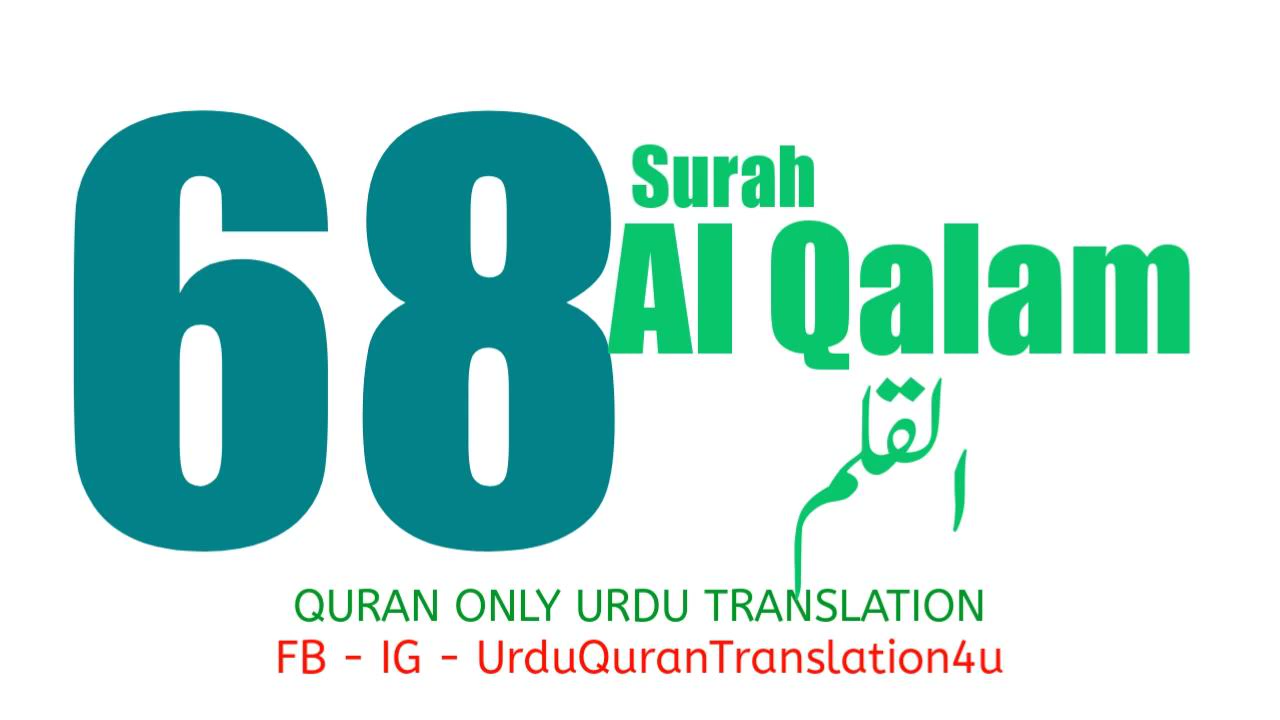 68
Surah
Al Qalam
القلم
QURAN ONLY URDU TRANSLATION
FB - IG - UrduQuranTranslation4u